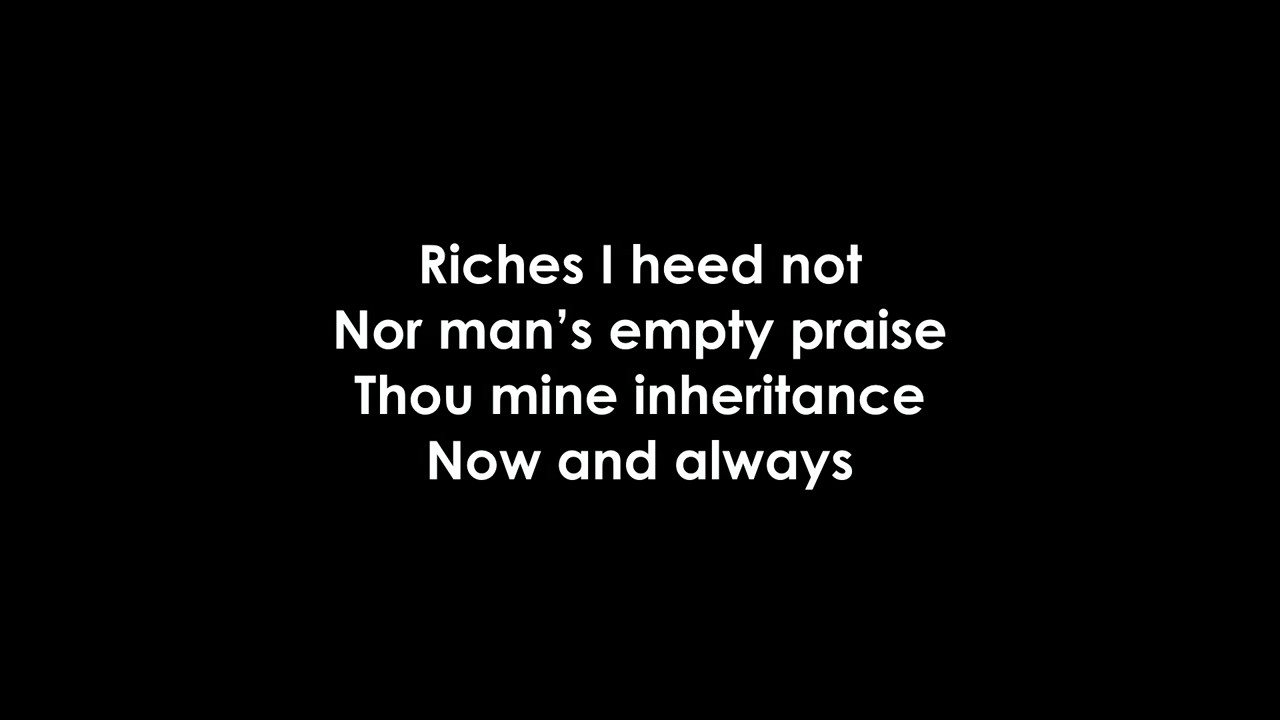 Riches I heed not
Nor man’s empty praise
Thou mine inheritance
Now and always